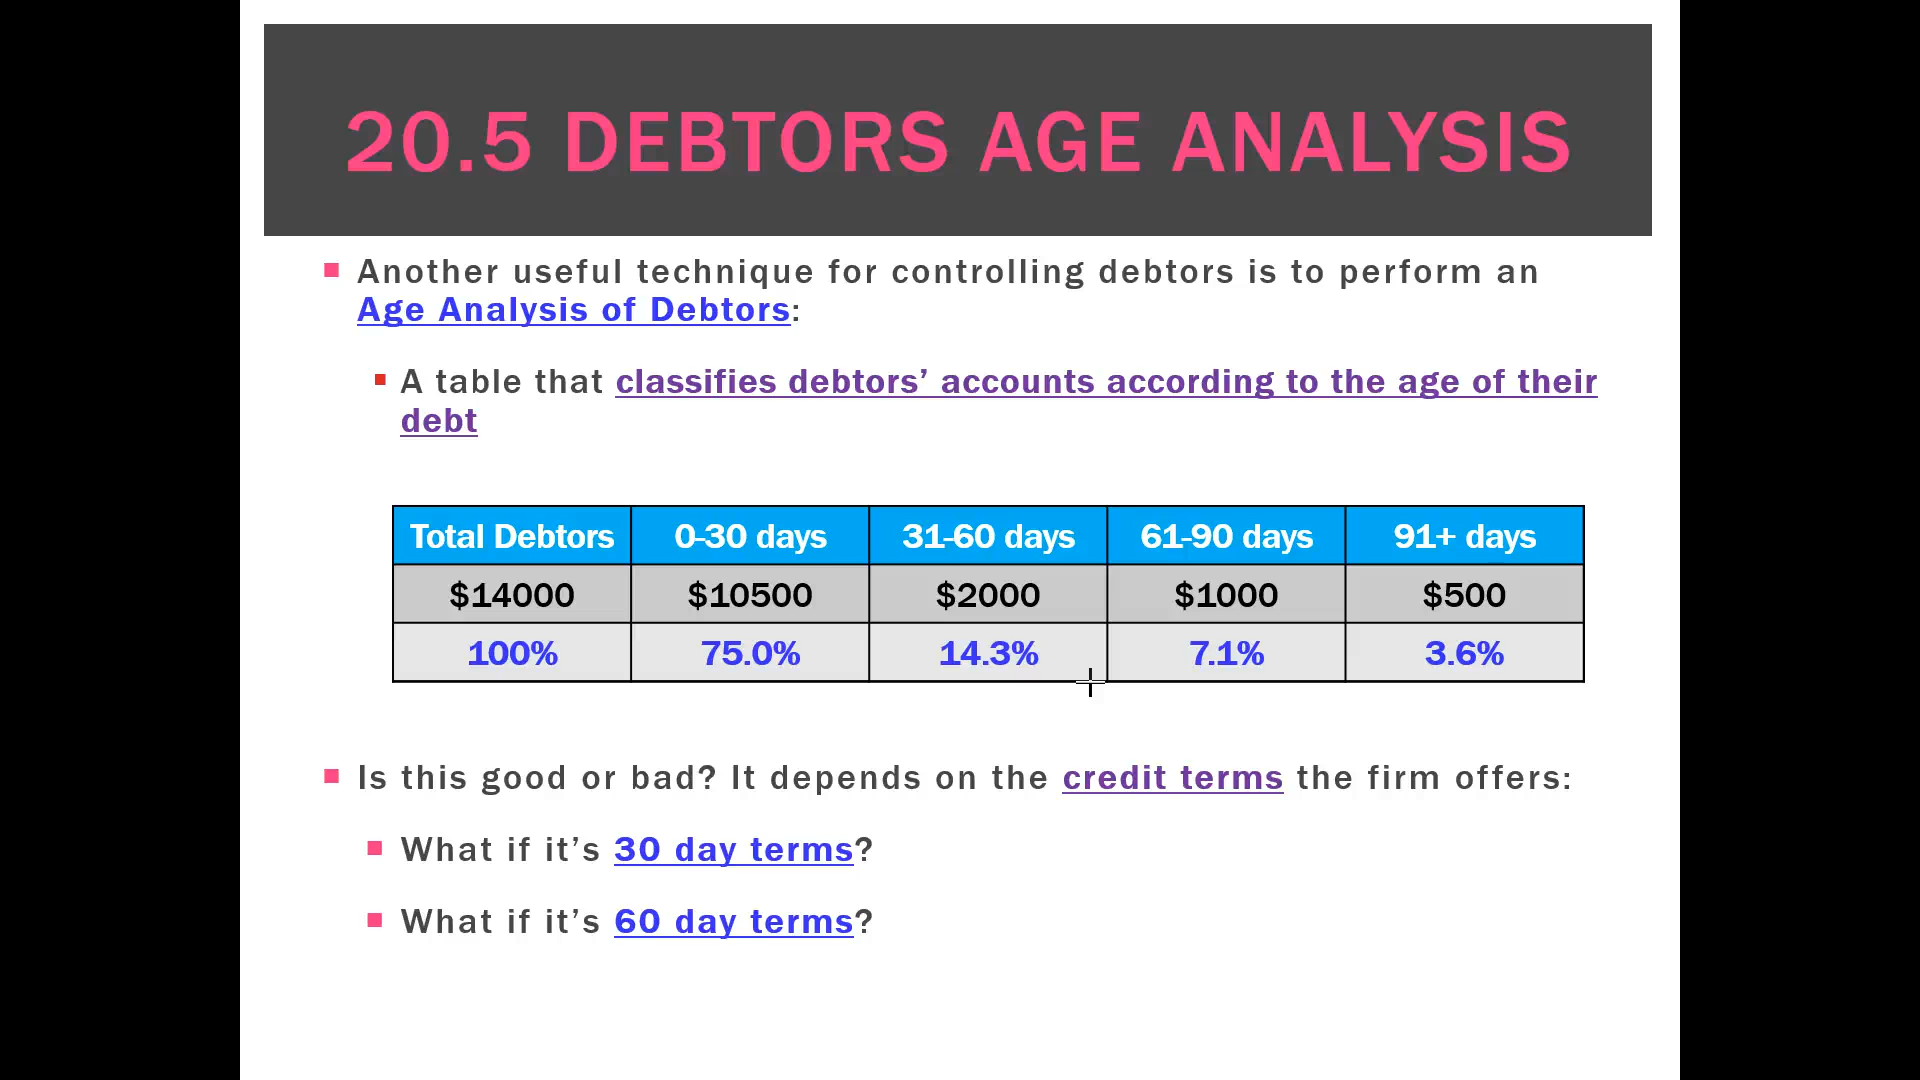 20.5 DEBTORS AGE ANALYSIS
Another useful technique for controlling debtors is to perform an
Age Analysis of Debtors:
A table that classifies debtors’ accounts according to the age of their
debt
Total Debtors 0-30 days 31-60 days 61-90 days 91+ days
$14000 $10500 $2000 $1000 $500
100% 75.0% 14.3% 7.1% 3.6%
Is this good or bad? It depends on the credit terms the firm offers:
What if it’s 30 day terms?
What if it’s 60 day terms?